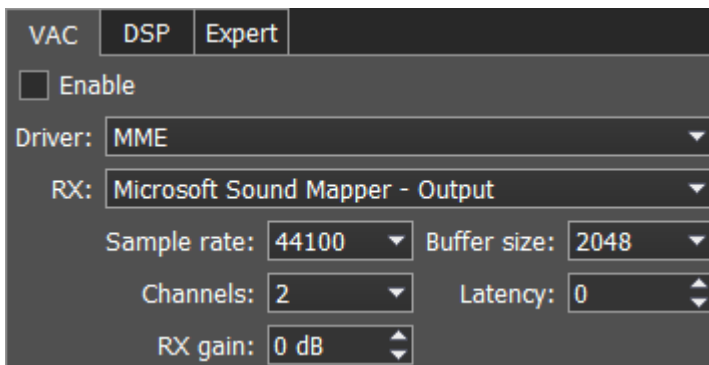 VAC DSP Expert
Enable
Driver: MME
RX: Microsoft Sound Mapper - Output
Sample rate: 44100 Buffer size: 2048
Channels: 2 Latency: 0
RX gain: 0 dB